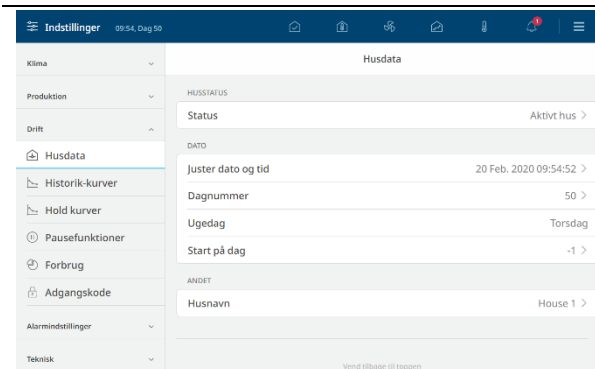 Indstillinger 09:54, Dag 50
1
Klima
Produktion
Drift
Husdata
Historik-kurver
Hold kurver
Pausefunktioner
Forbrug
Adgangskode
Alarmindstillinger
Teknisk
Husdata
HUSSTATUS
Status Aktivt hus
DATO
Juster dato og tid 20 Feb. 2020 09:54:52
Dagnummer 50
Ugedag Torsdag
Start på dag -1
ANDET
Husnavn House 1
Vend tilbage til toppen